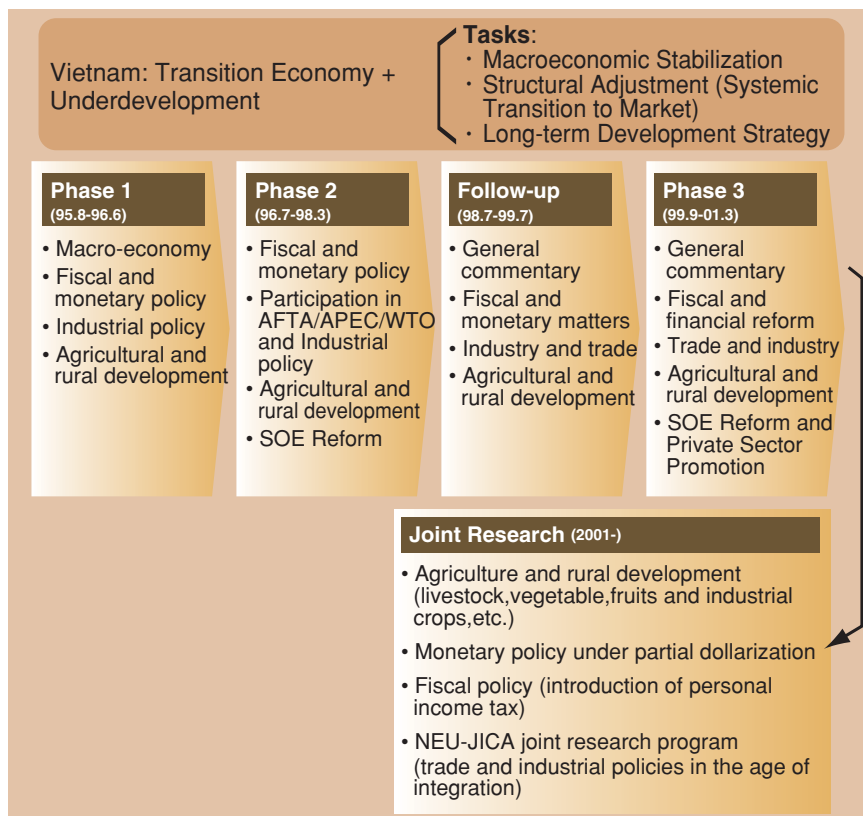 Vietnam: Transition Economy +
Underdevelopment
Tasks:
· Macroeconomic Stabilization
· Structural Adjustment (Systemic
Transition to Market)
· Long-term Development Strategy
Phase 1
(95.8-96.6)
• Macro-economy
• Fiscal and
monetary policy
• Industrial policy
• Agricultural and
rural development
Phase 2
(96.7-98.3)
• Fiscal and
monetary policy
• Participation in
AFTA/APEC/WTO
and Industrial
policy
• Agricultural and
rural development
• SOE Reform
Follow-up
(98.7-99.7)
• General
commentary
• Fiscal and
monetary matters
• Industry and trade
• Agricultural and
rural development
Phase 3
(99.9-01.3)
• General
commentary
• Fiscal and
financial reform
• Trade and industry
• Agricultural and
rural development
• SOE Reform and
Private Sector
Promotion
Joint Research (2001-)
• Agriculture and rural development
(livestock,vegetable,fruits and industrial
crops,etc.)
• Monetary policy under partial dollarization
• Fiscal policy (introduction of personal
income tax)
• NEU-JICA joint research program
(trade and industrial policies in the age of
integration)